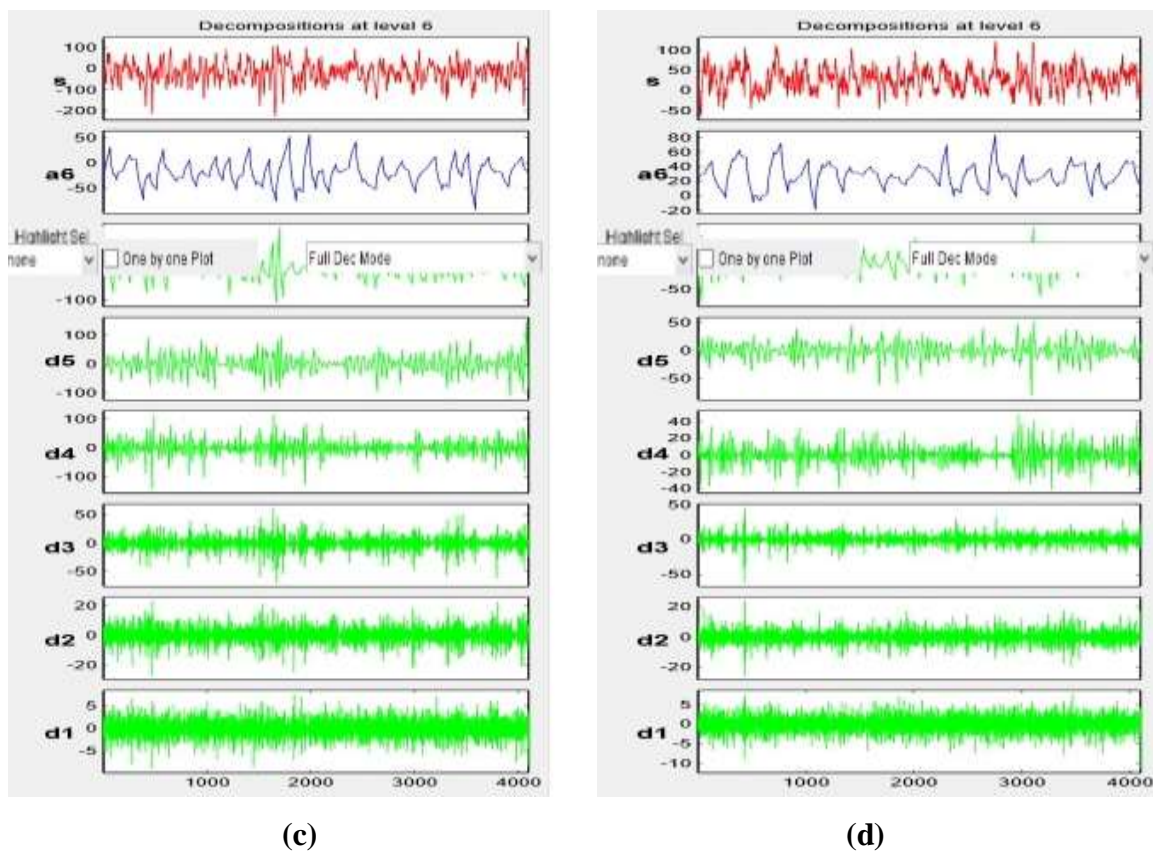 Decompositions at level 6
100
0
-100
-200
s
50
0
-50
a6
Highlight Sel
none
One by one Plot
Full Dec Mode
-100
100
0
-100
d5
100
0
-100
d4
50
0
-50
d3
20
0
-20
d2
5
0
-5
d1
1000 2000 3000 4000
(c)
Decompositions at level 6
100
50
0
-50
s
80
60
40
20
0
-20
a6
Highlight Sel
none
One by one Plot
Full Dec Mode
-50
50
0
-50
d5
40
20
0
-20
-40
d4
50
0
-50
d3
20
0
-20
d2
5
0
-5
-10
d1
1000 2000 3000 4000
(d)